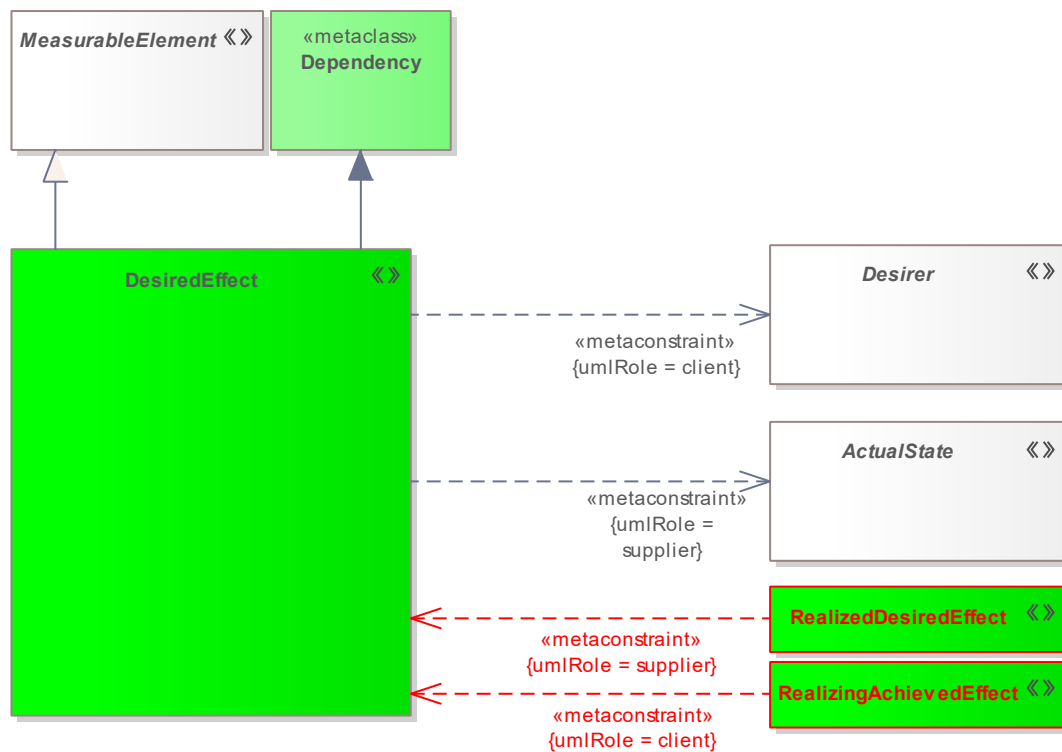 MeasurableElement «»
«metaclass»
Dependency
DesiredEffect «»
Desirer «»
«metaconstraint»
{umlRole = client}
ActualState «»
«metaconstraint»
{umlRole =
supplier}
RealizedDesiredEffect «»
«metaconstraint»
{umlRole = supplier}
RealizingAchievedEffect «»
«metaconstraint»
{umlRole = client}